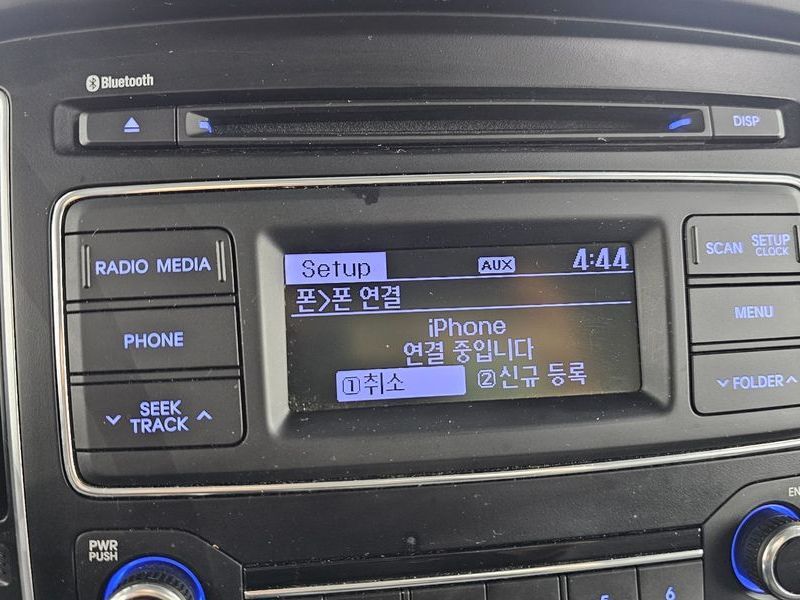 Bluetooth
DISP
RADIO MEDIA
PHONE
SEEK
TRACK
Setup AUX 4:44
폰>폰 연결
iPhone
연결 중입니다
①취소 ②신규 등록
SCAN SETUP
CLOCK
MENU
FOLDER
PWR
PUSH
EN
5 6